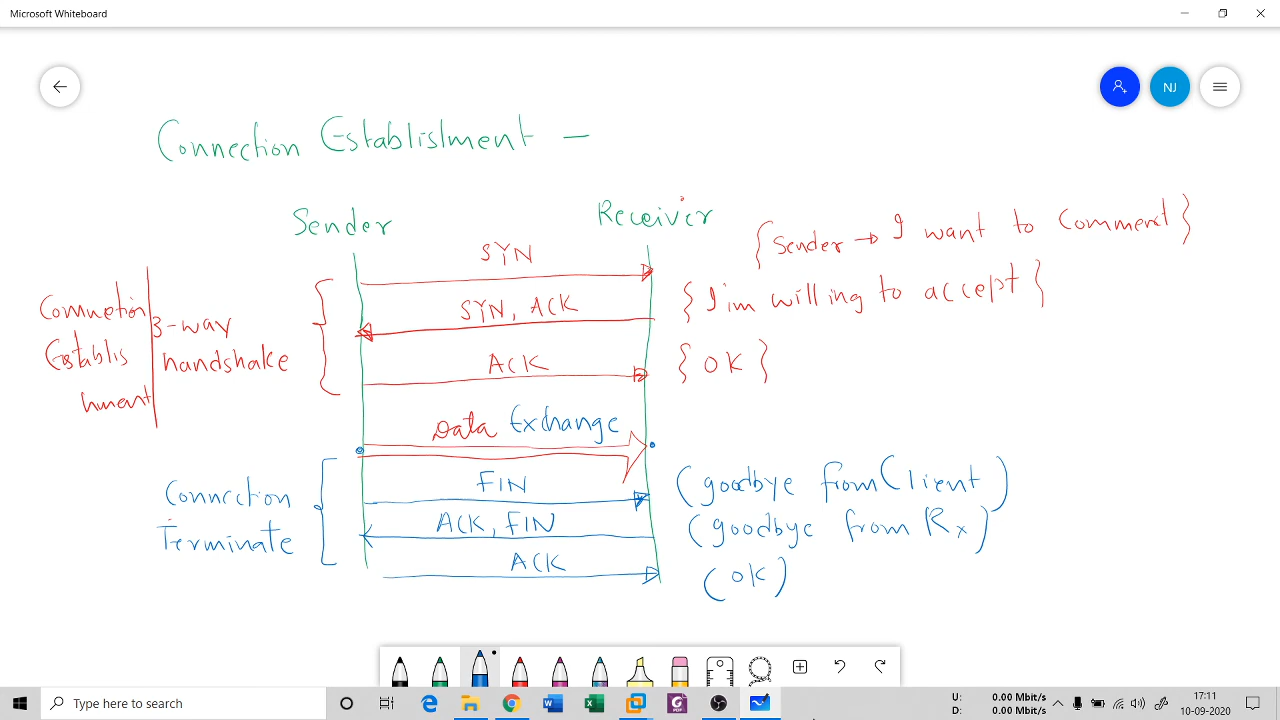 Microsoft Whiteboard
NJ
Connection Establistment —
Sender
Receiver
{ Sender → I want to Comment }
SYN
{ I'm willing to accept }
SYN, ACK
Connection
Establis
hment
3-way
handshake
ACK
{ OK }
Data Exchange
FIN
(goodbye from Client)
Connection
Terminate
ACK, FIN
(goodbye from Rx)
ACK
(OK)
Type here to search
U: 0.00 Mbit/s
D: 0.00 Mbit/s
17:11
10-09-2020